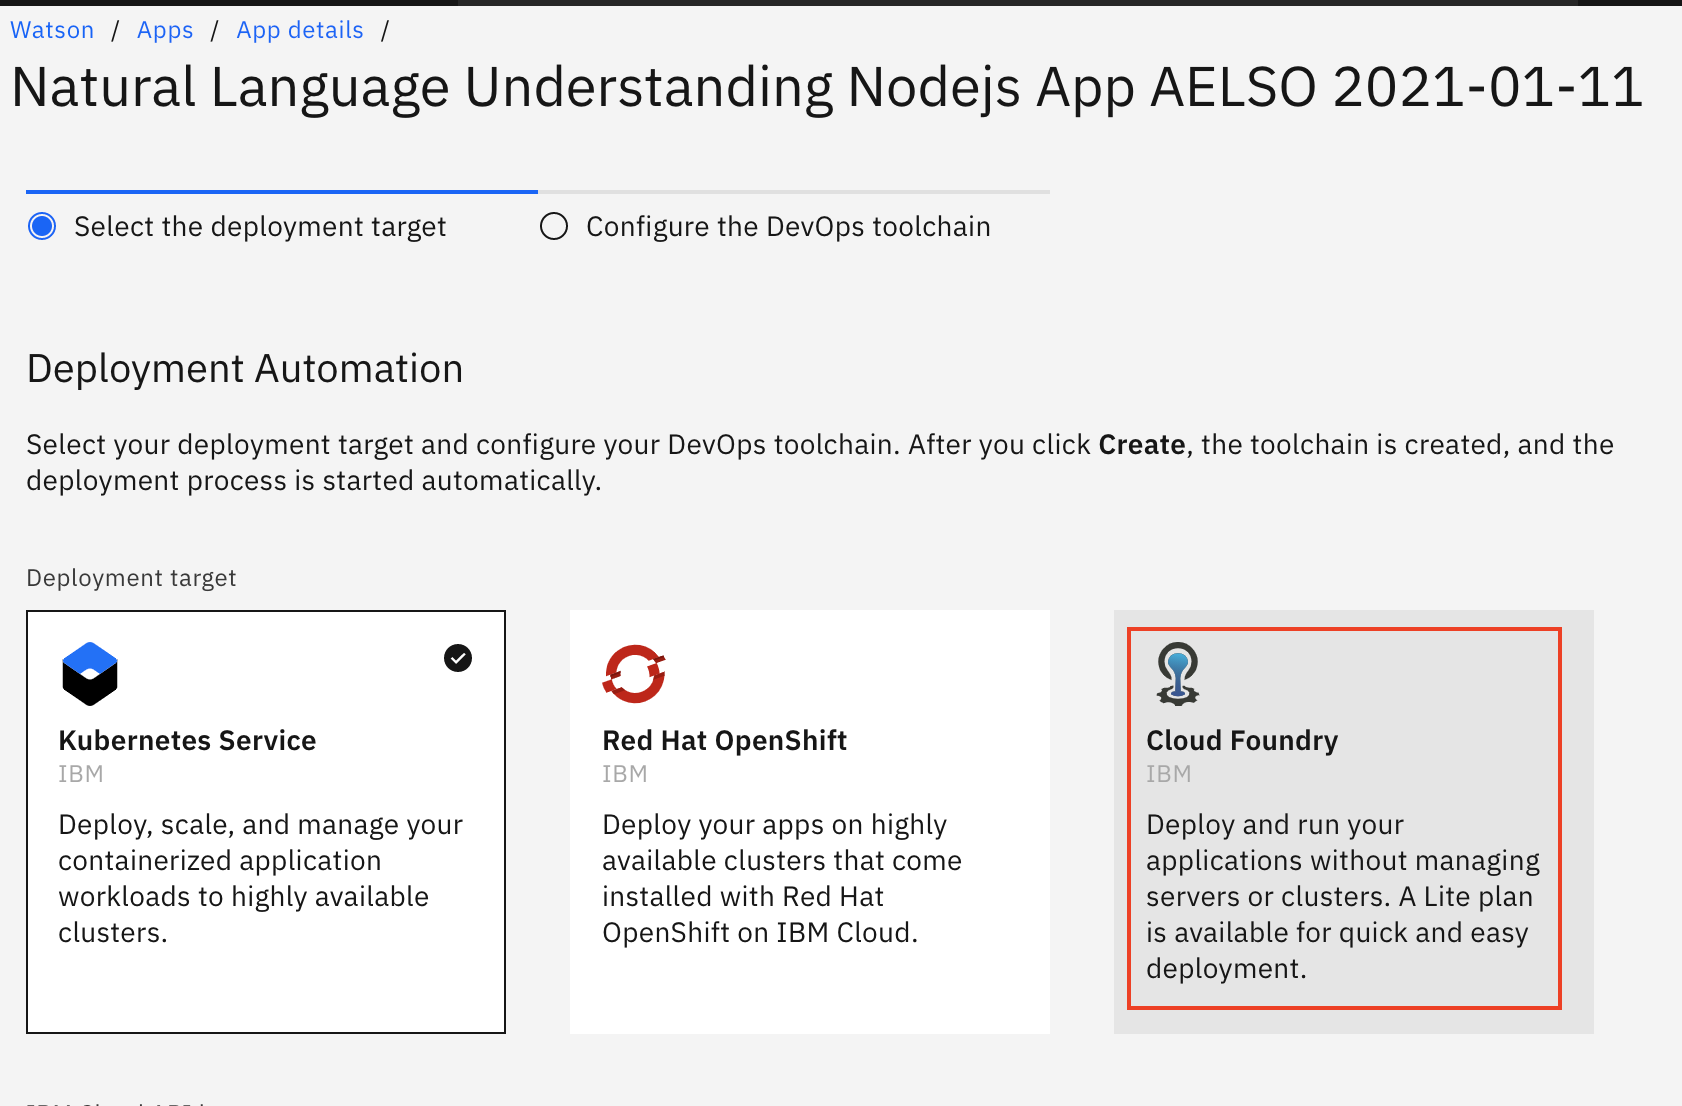 Watson / Apps / App details /
Natural Language Understanding Nodejs App AELSO 2021-01-11
Select the deployment target
Configure the DevOps toolchain
Deployment Automation
Select your deployment target and configure your DevOps toolchain. After you click Create, the toolchain is created, and the
deployment process is started automatically.
Deployment target
Kubernetes Service
IBM
Deploy, scale, and manage your
containerized application
workloads to highly available
clusters.
Red Hat OpenShift
IBM
Deploy your apps on highly
available clusters that come
installed with Red Hat
OpenShift on IBM Cloud.
Cloud Foundry
IBM
Deploy and run your
applications without managing
servers or clusters. A Lite plan
is available for quick and easy
deployment.